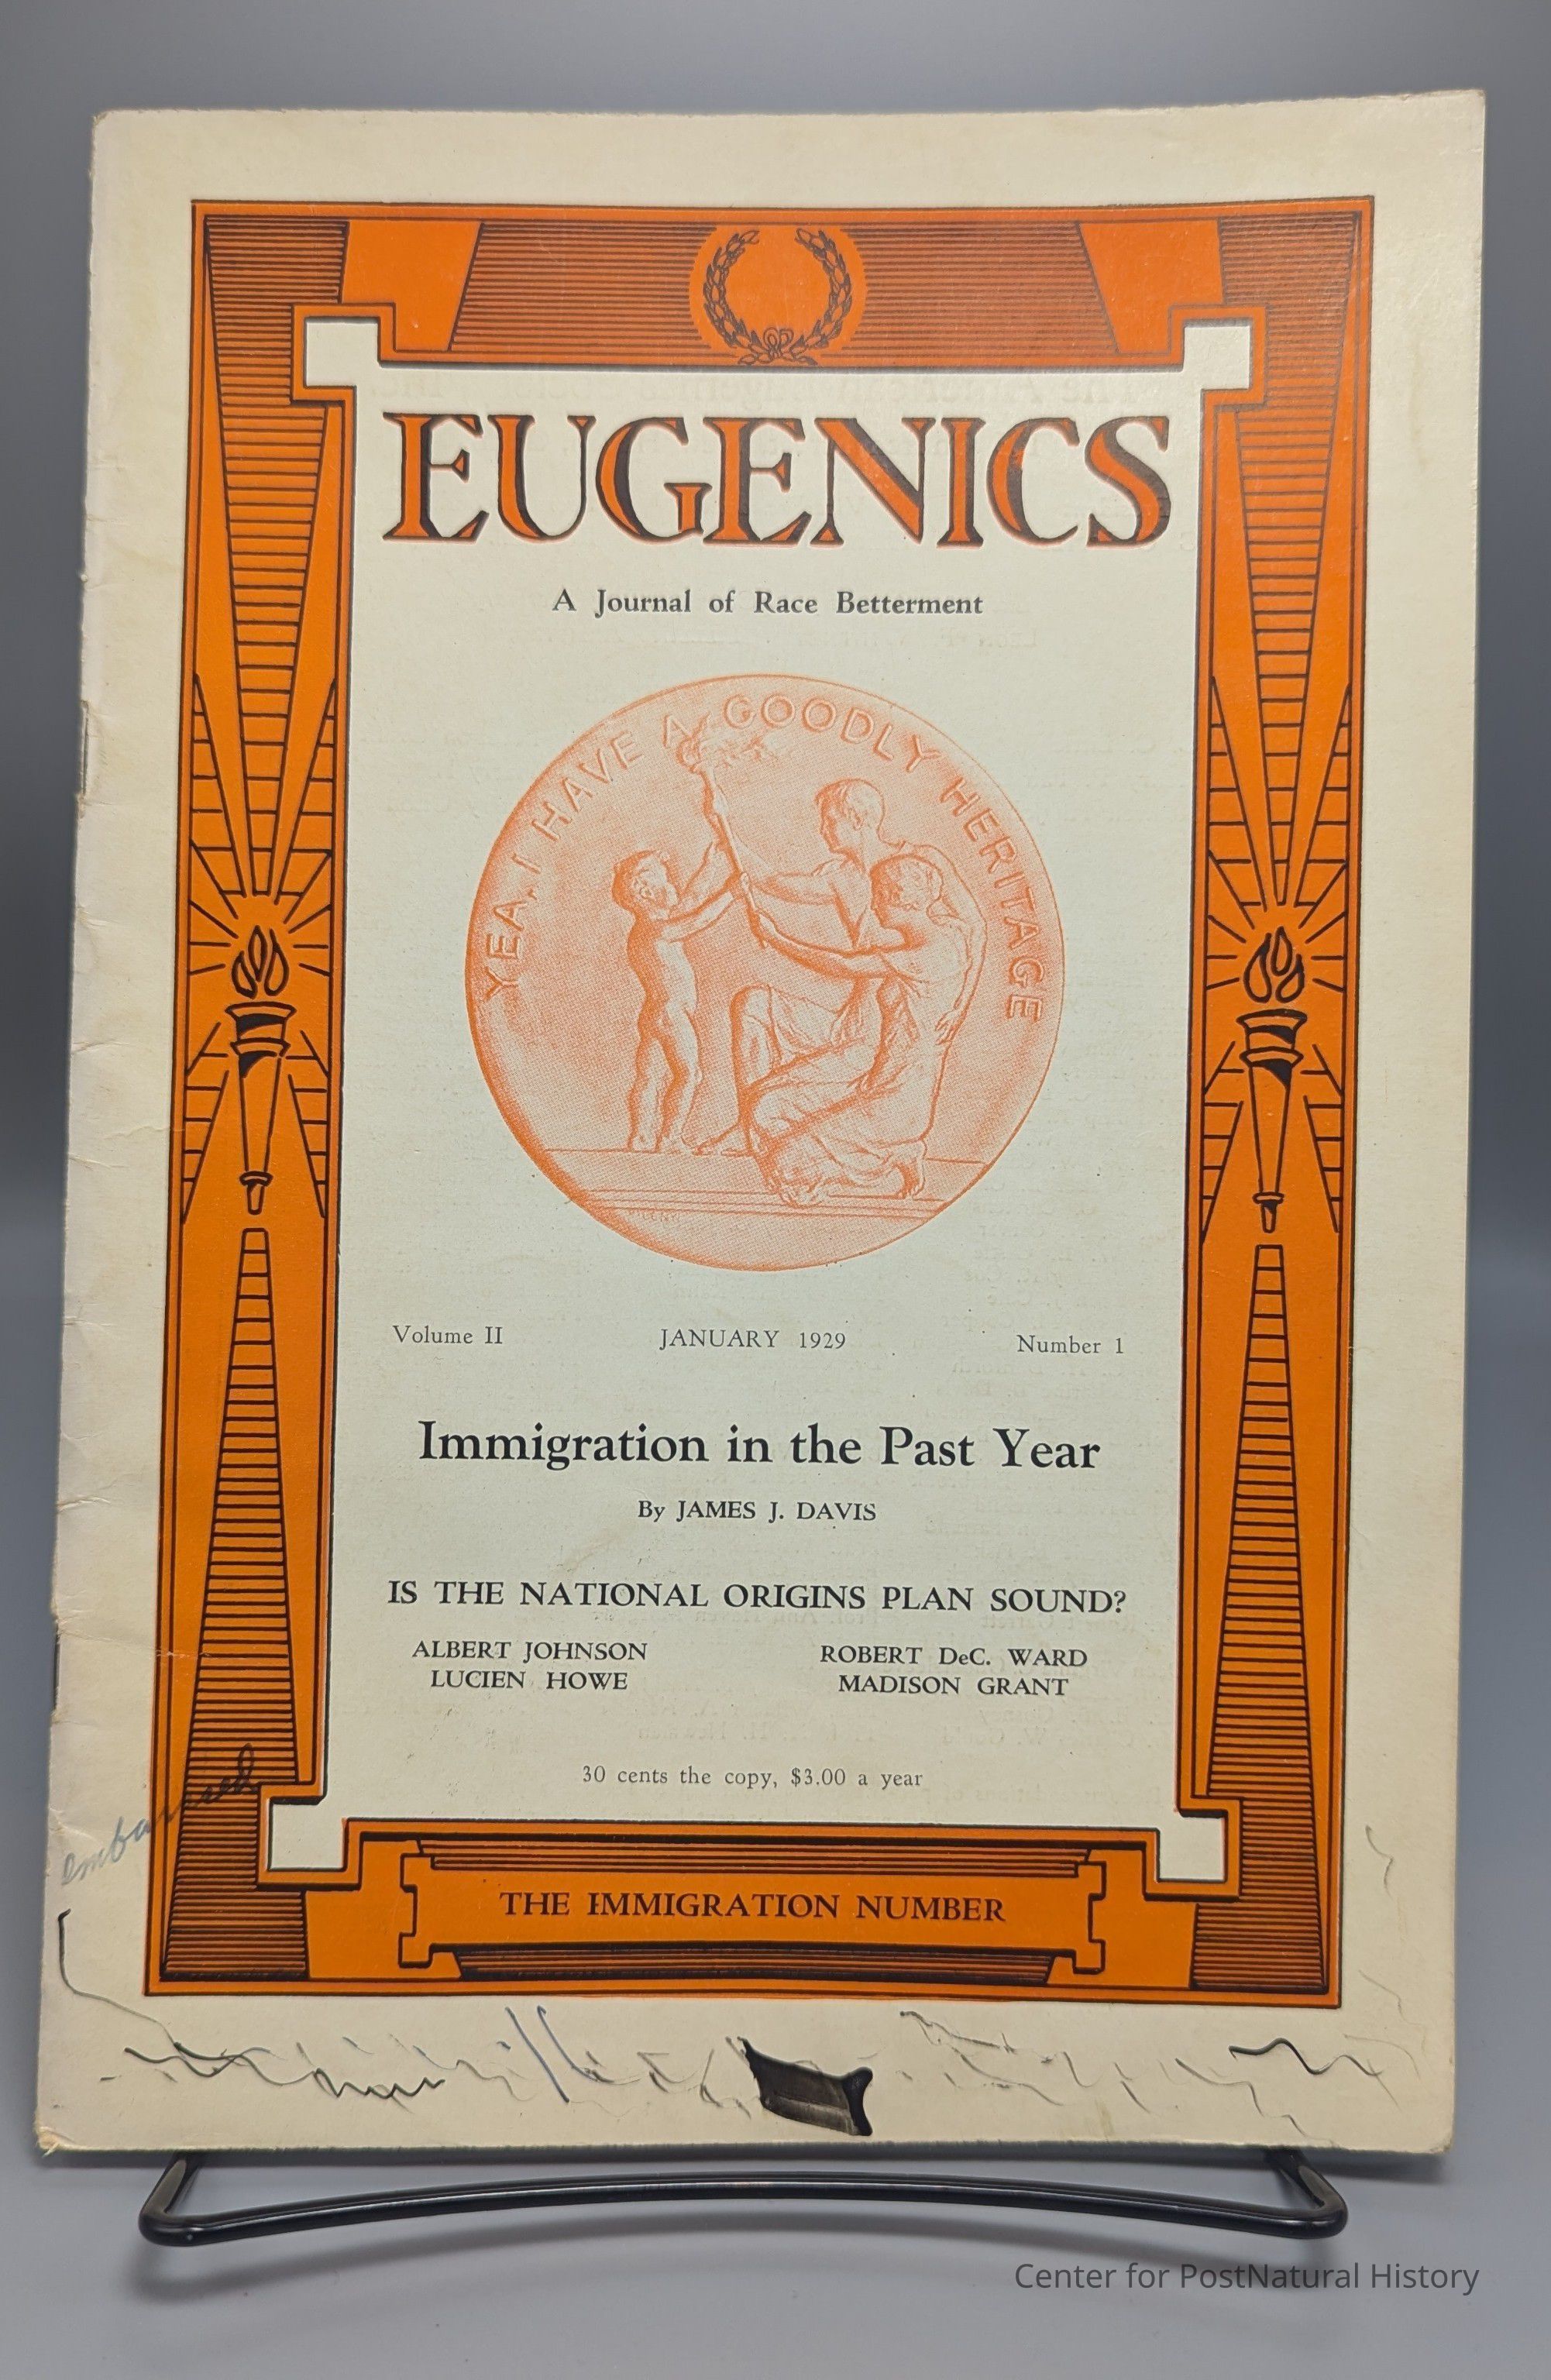 EUGENICS
A Journal of Race Betterment
YEA, I HAVE A GOODLY HERITAGE
Volume II JANUARY 1929 Number 1
Immigration in the Past Year
By JAMES J. DAVIS
IS THE NATIONAL ORIGINS PLAN SOUND?
ALBERT JOHNSON ROBERT DeC. WARD
LUCIEN HOWE MADISON GRANT
30 cents the copy, $3.00 a year
THE IMMIGRATION NUMBER
Center for PostNatural History